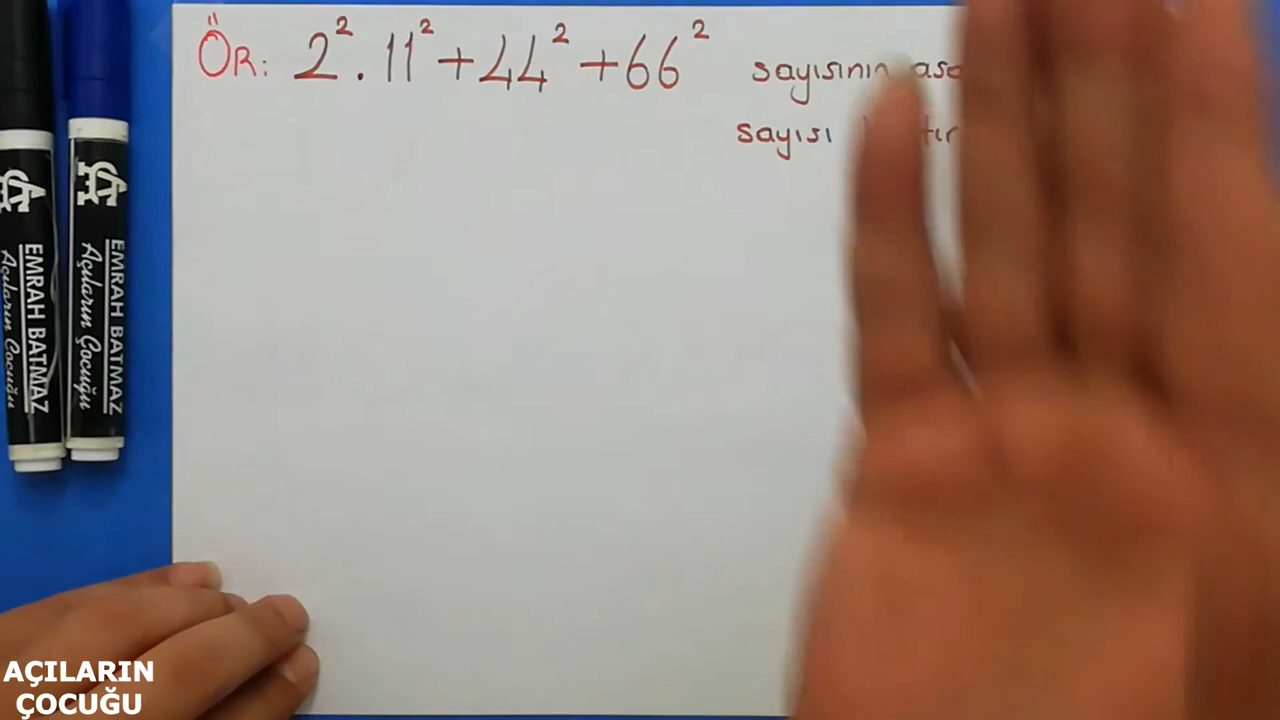 ÖR: 2². 11² + 44² + 66² sayısının
sayısı
EMRAH BATMAZ
Açıların Çocuğu
EMRAH BATMAZ
Açıların Çocuğu
AÇILARIN
ÇOCUĞU